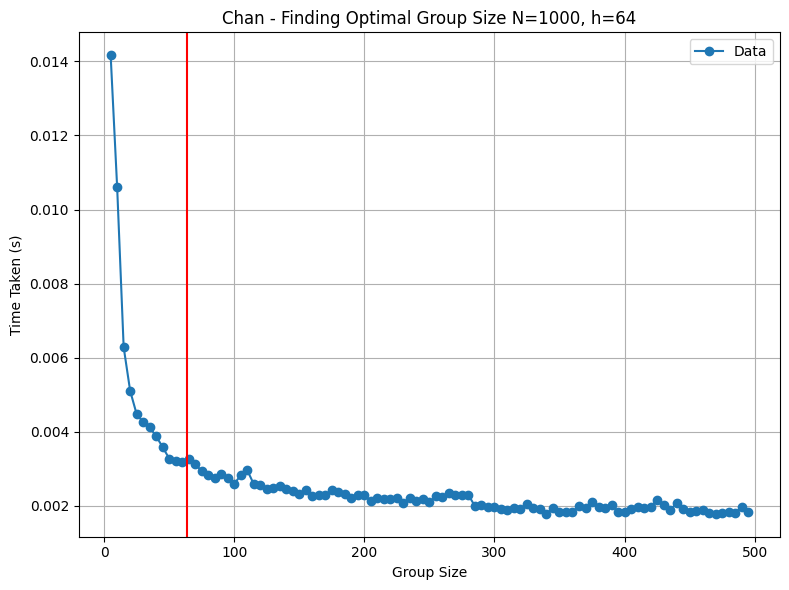 Chan - Finding Optimal Group Size N=1000, h=64
Data
0.014
0.012
0.010
0.008
0.006
0.004
0.002
Time Taken (s)
0 100 200 300 400 500
Group Size